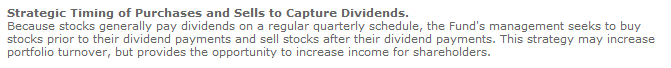 Strategic Timing of Purchases and Sells to Capture Dividends.
Because stocks generally pay dividends on a regular quarterly schedule, the Fund's management seeks to buy
stocks prior to their dividend payments and sell stocks after their dividend payments. This strategy may increase
portfolio turnover, but provides the opportunity to increase income for shareholders.